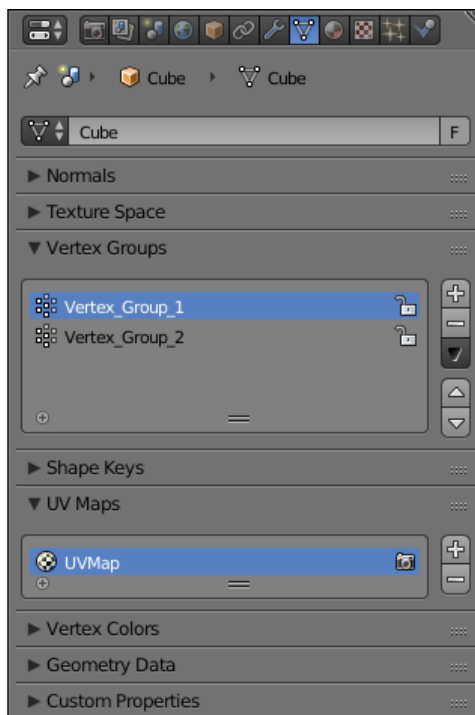 Cube Cube
Cube F
Normals
Texture Space
Vertex Groups
Vertex_Group_1
Vertex_Group_2
Shape Keys
UV Maps
UVMap
Vertex Colors
Geometry Data
Custom Properties